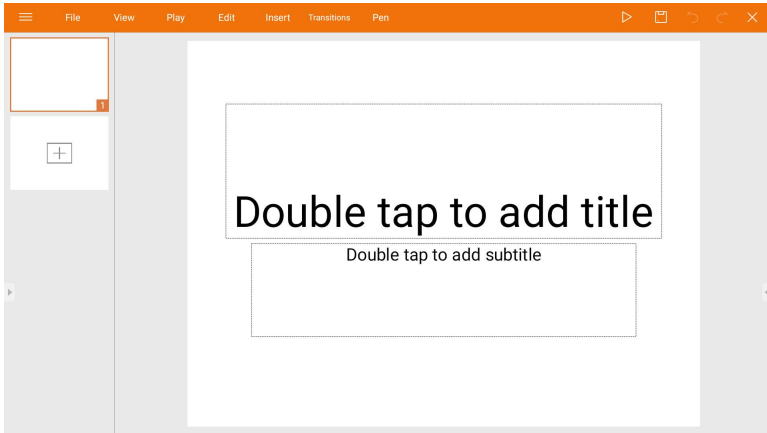 File View Play Edit Insert Transitions Pen
1
Double tap to add title
Double tap to add subtitle